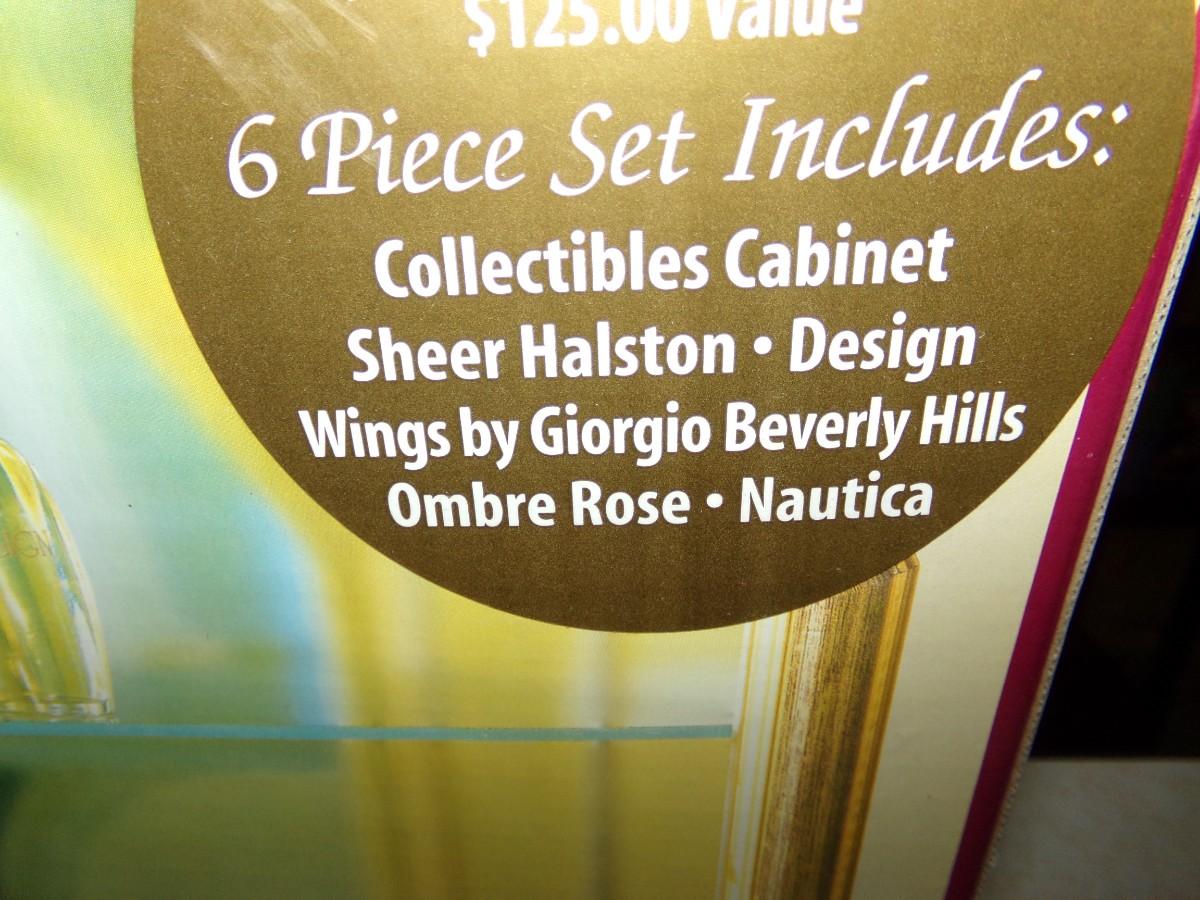 $125.00 Value
6 Piece Set Includes:
Collectibles Cabinet
Sheer Halston • Design
Wings by Giorgio Beverly Hills
Ombre Rose • Nautica